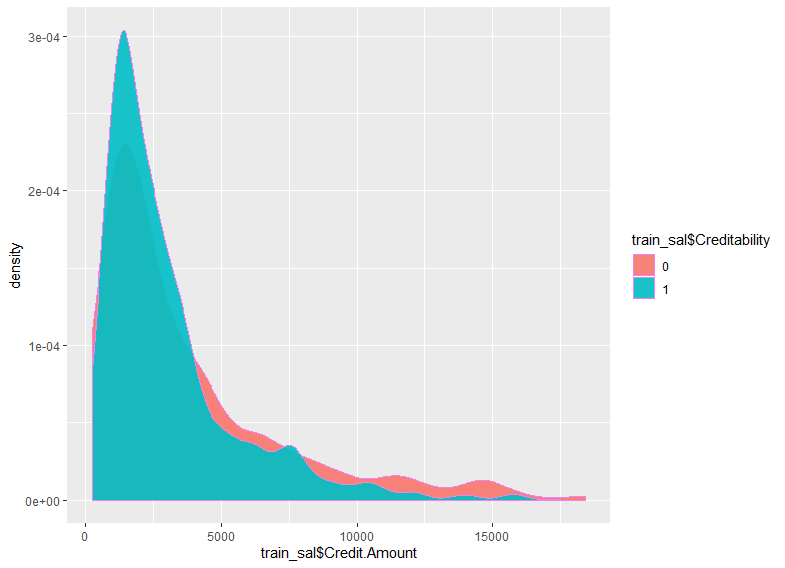 3e-04
2e-04
1e-04
0e+00
density
0
5000
10000
15000
train_sal$Credit.Amount
train_sal$Creditability
0
1